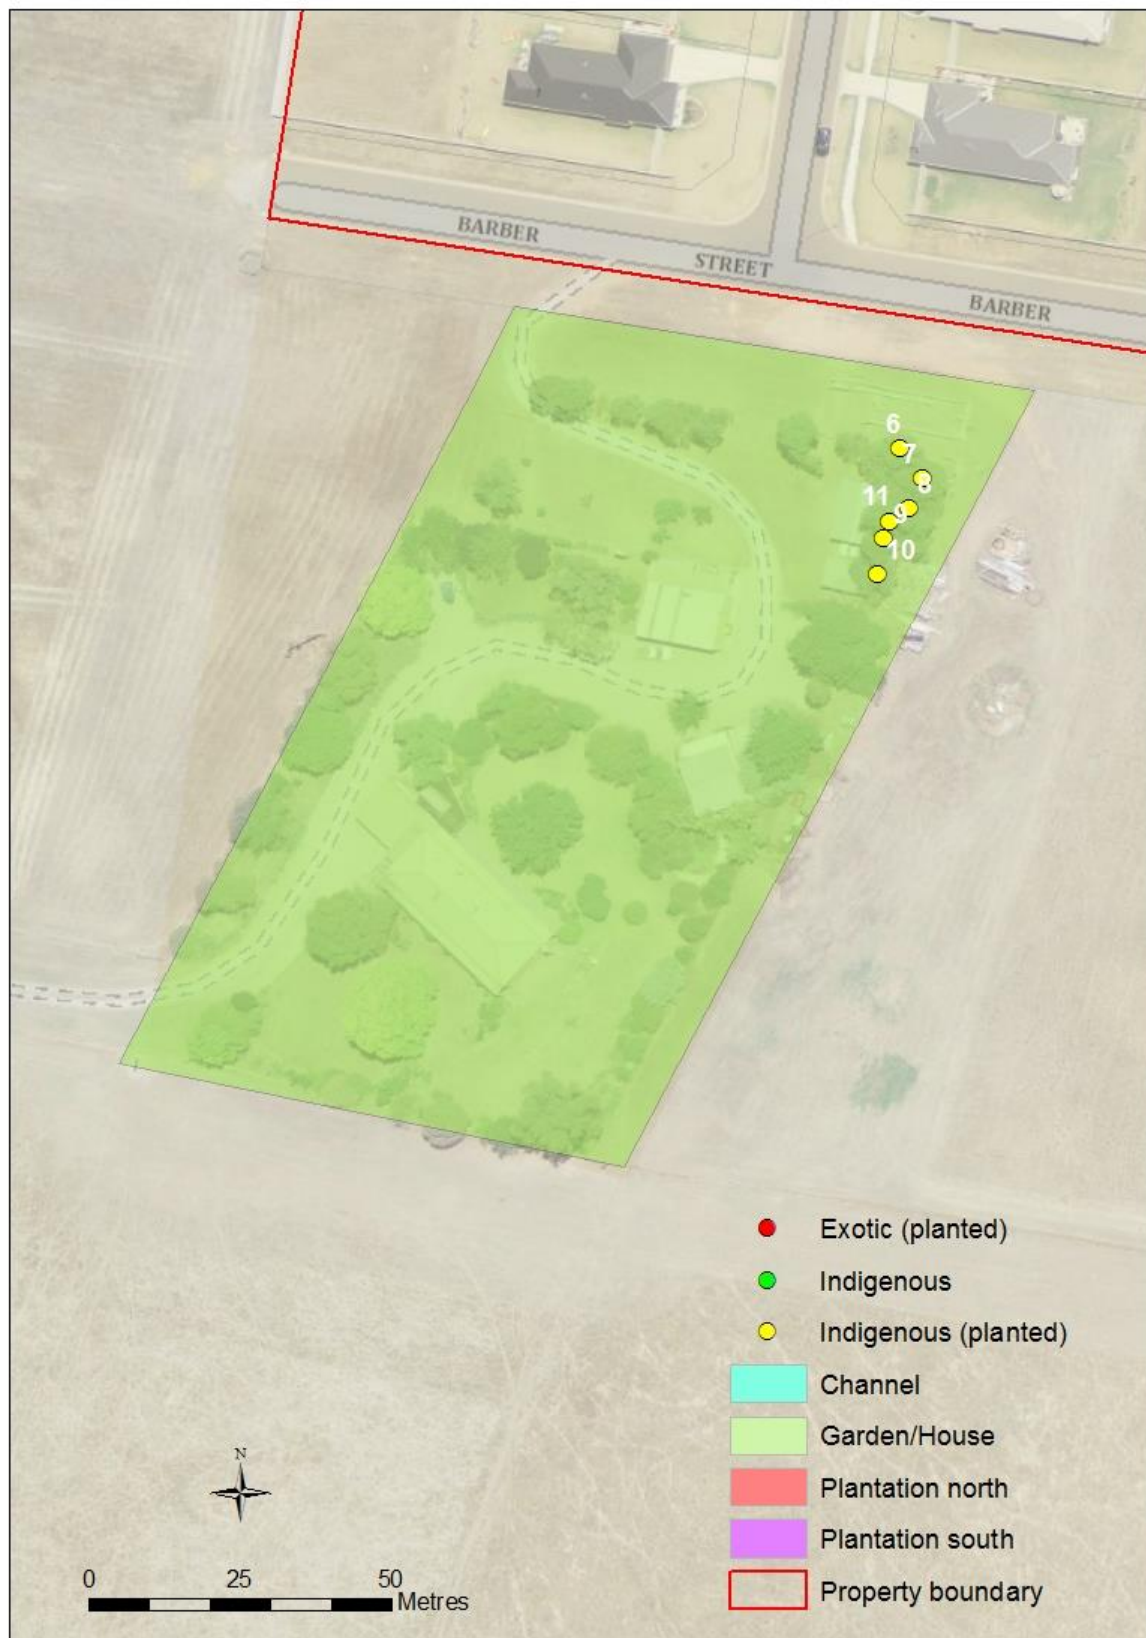 BARBER
STREET
BARBER
6
7
8
11
9
10
Exotic (planted)
Indigenous
Indigenous (planted)
Channel
Garden/House
Plantation north
Plantation south
Property boundary
N
0 25 50
Metres